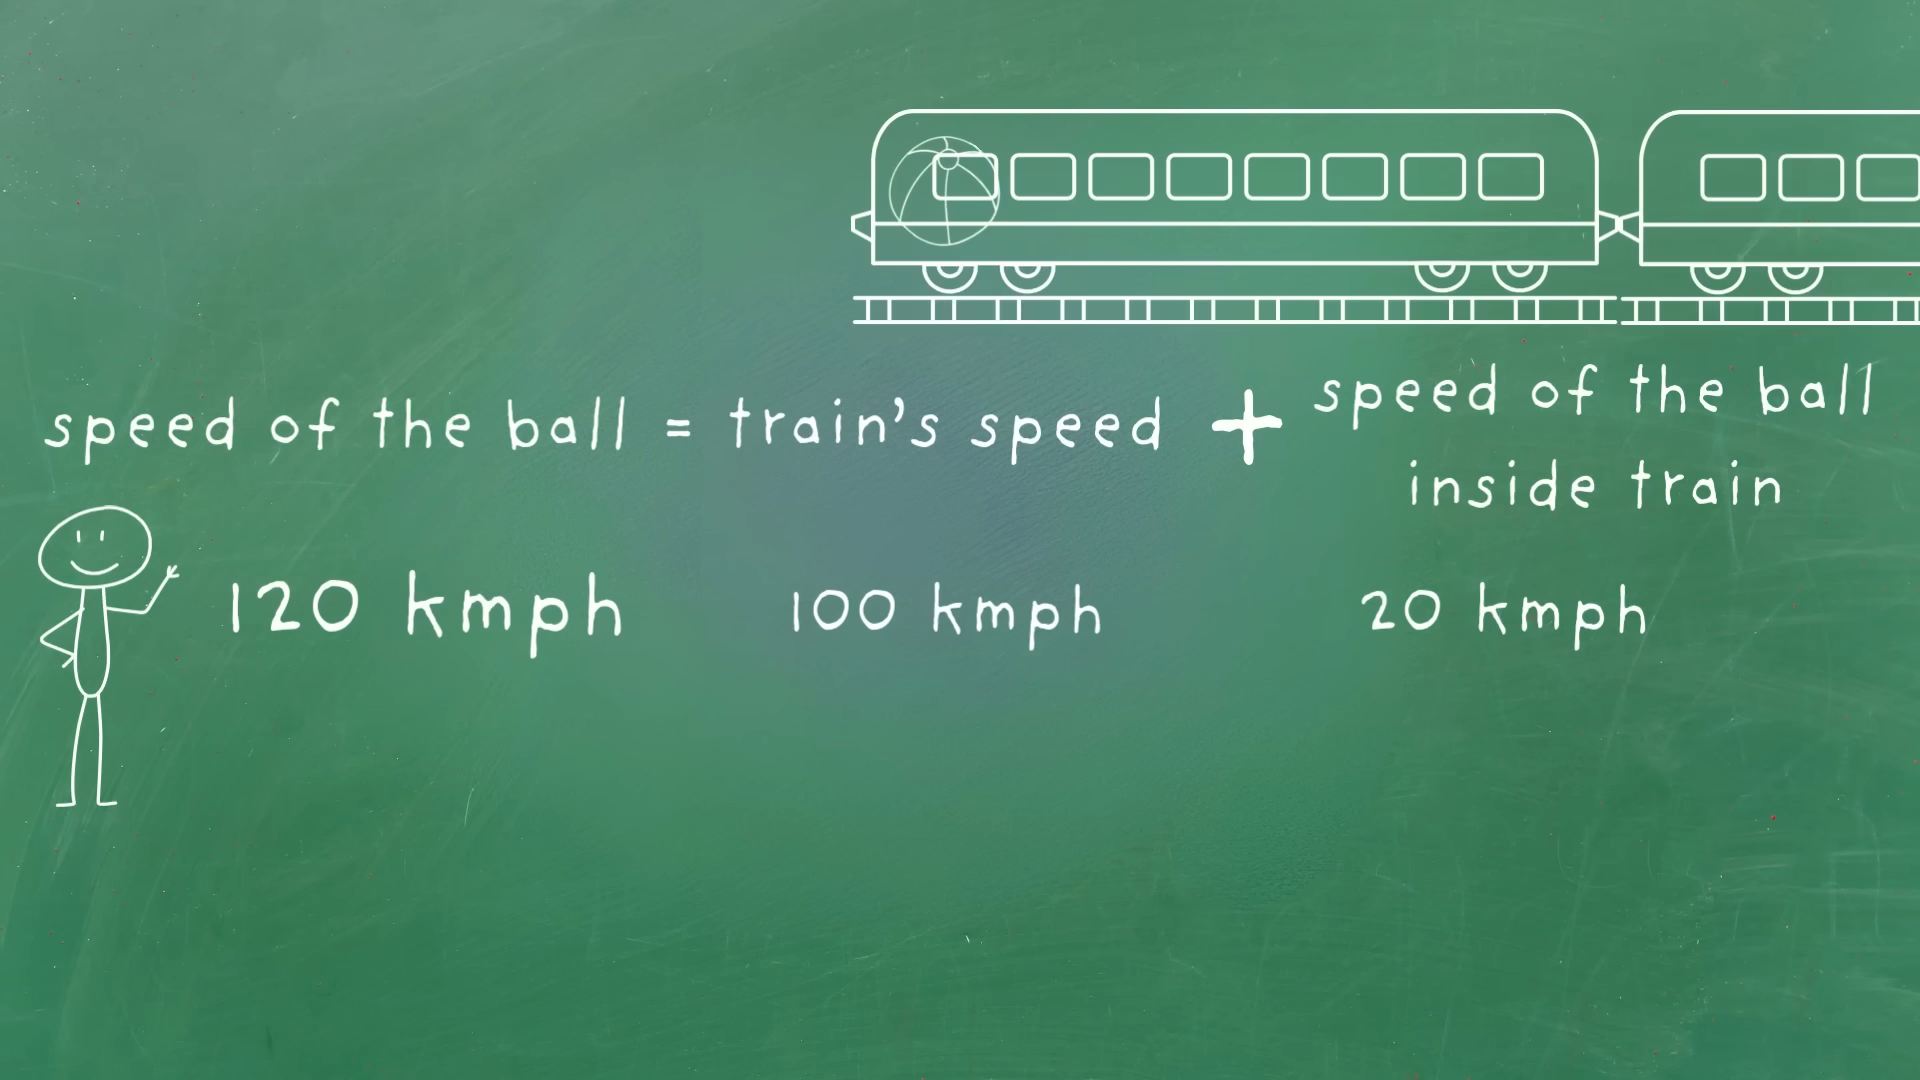 speed of the ball = train's speed + speed of the ball
inside train
120 kmph 100 kmph 20 kmph